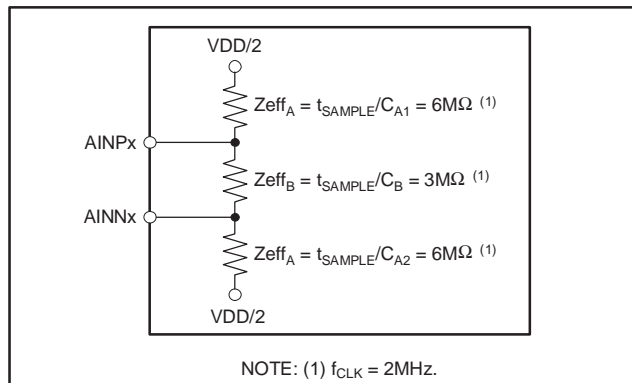 VDD/2
Zeff_A = t_SAMPLE/C_A1 = 6MΩ (1)
AINPx
Zeff_B = t_SAMPLE/C_B = 3MΩ (1)
AINNx
Zeff_A = t_SAMPLE/C_A2 = 6MΩ (1)
VDD/2
NOTE: (1) f_CLK = 2MHz.